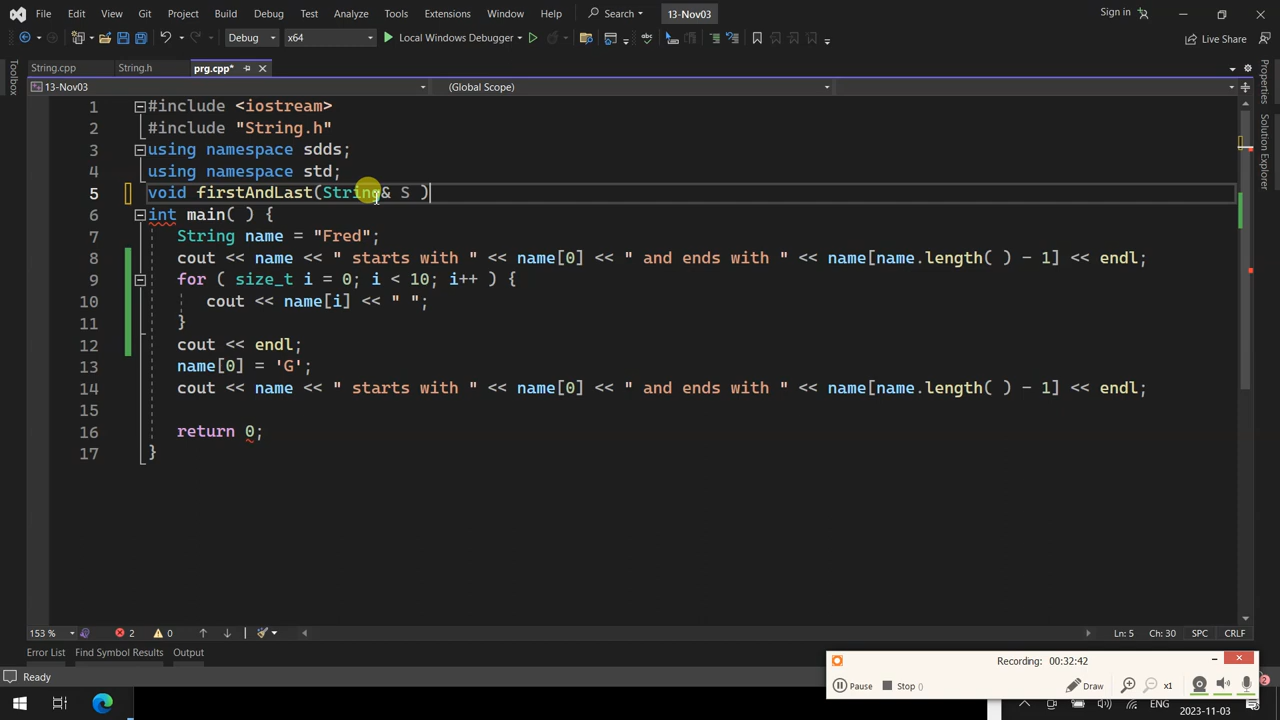 File Edit View Git Project Build Debug Test Analyze Tools Extensions Window Help Search 13-Nov03 Sign in
Debug x64 Local Windows Debugger Live Share
String.cpp String.h prg.cpp*
13-Nov03 (Global Scope)
Toolbox
Properties
Solution Explorer
1 #include <iostream>
2 #include "String.h"
3 using namespace sdds;
4 using namespace std;
5 void firstAndLast(String& S )
6 int main( ) {
7 String name = "Fred";
8 cout << name << " starts with " << name[0] << " and ends with " << name[name.length( ) - 1] << endl;
9 for ( size_t i = 0; i < 10; i++ ) {
10 cout << name[i] << " ";
11 }
12 cout << endl;
13 name[0] = 'G';
14 cout << name << " starts with " << name[0] << " and ends with " << name[name.length( ) - 1] << endl;
15
16 return 0;
17 }
153 % 2 0 Ln: 5 Ch: 30 SPC CRLF
Error List Find Symbol Results Output
Ready
Recording: 00:32:42
Pause Stop () Draw x1
2
ENG
2023-11-03